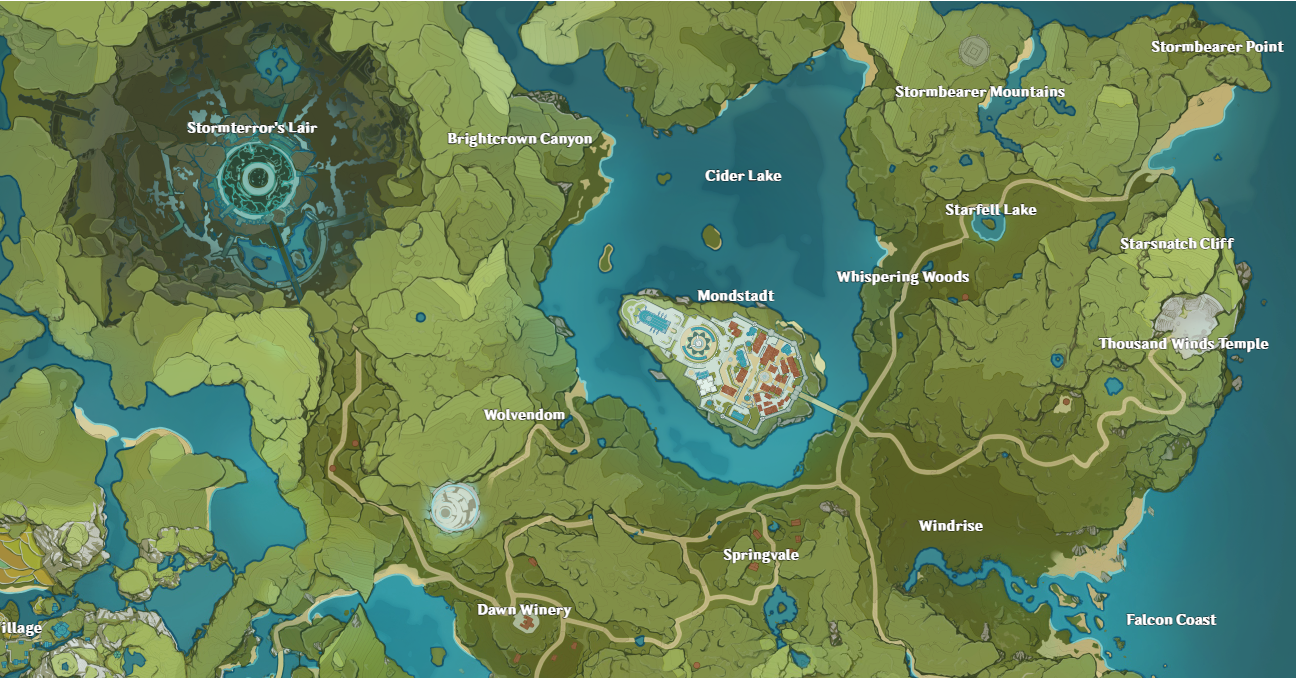 Stormbearer Point
Stormbearer Mountains
Stormterror's Lair
Brightcrown Canyon
Cider Lake
Starfell Lake
Starsnatch Cliff
Whispering Woods
Mondstadt
Thousand Winds Temple
Wolvendom
Windrise
Springvale
Dawn Winery
Falcon Coast
illage